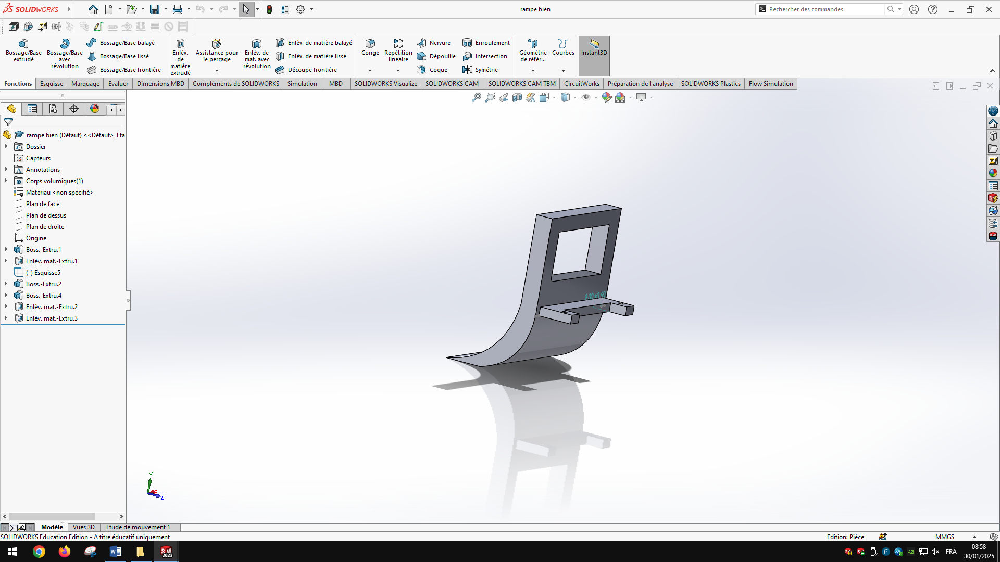 SOLIDWORKS
rampe bien
Rechercher des commandes
Bossage/Base extrudé
Bossage/Base avec révolution
Bossage/Base balayé
Bossage/Base lissé
Bossage/Base frontière
Enlèv. de matière extrudé
Assistance pour le perçage
Enlèv. de mat. avec révolution
Enlèv. de matière balayé
Enlèv. de matière lissé
Découpe frontière
Congé
Répétition linéaire
Nervure
Dépouille
Coque
Enroulement
Intersection
Symétrie
Géométrie de référ...
Courbes
Instant3D
Fonctions
Esquisse
Marquage
Evaluer
Dimensions MBD
Compléments de SOLIDWORKS
Simulation
MBD
SOLIDWORKS Visualize
SOLIDWORKS CAM
SOLIDWORKS CAM TBM
CircuitWorks
Préparation de l'analyse
SOLIDWORKS Plastics
Flow Simulation
rampe bien (Défaut) <<Défaut>_Eta
Dossier
Capteurs
Annotations
Corps volumiques(1)
Matériau <non spécifié>
Plan de face
Plan de dessus
Plan de droite
Origine
Boss.-Extru.1
Enlèv. mat.-Extru.1
(-) Esquisse5
Boss.-Extru.2
Boss.-Extru.4
Enlèv. mat.-Extru.2
Enlèv. mat.-Extru.3
Y
X
Z
Modèle
Vues 3D
Etude de mouvement 1
SOLIDWORKS Education Edition - A titre éducatif uniquement
Edition: Pièce
MMGS
FRA
08:58
30/01/2025